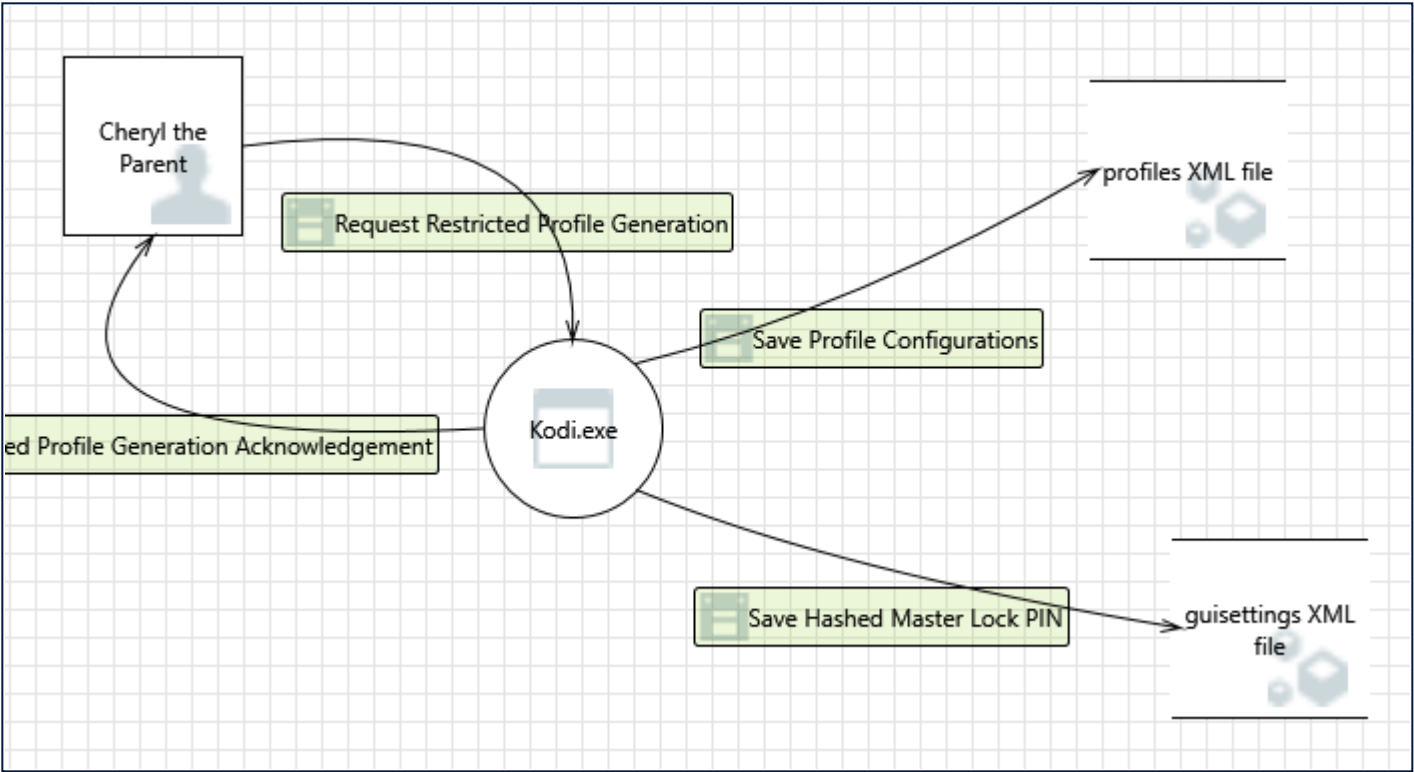 Cheryl the
Parent
Request Restricted Profile Generation
profiles XML file
Save Profile Configurations
Kodi.exe
ed Profile Generation Acknowledgement
Save Hashed Master Lock PIN
guisettings XML
file